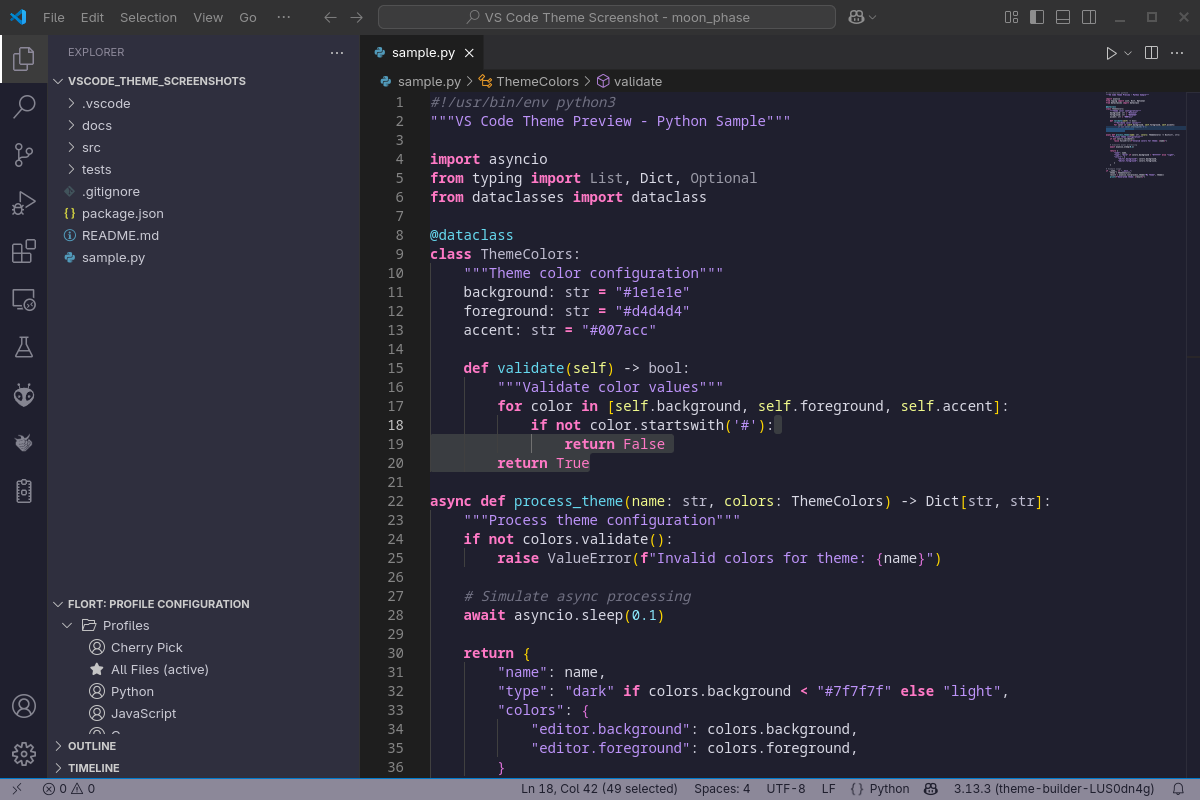 File Edit Selection View Go ··· VS Code Theme Screenshot - moon_phase
EXPLORER
VSCODE_THEME_SCREENSHOTS
.vscode
docs
src
tests
.gitignore
{} package.json
README.md
sample.py
FLORT: PROFILE CONFIGURATION
Profiles
Cherry Pick
All Files (active)
Python
JavaScript
OUTLINE
TIMELINE
sample.py
sample.py > ThemeColors > validate
1 #!/usr/bin/env python3
2 """VS Code Theme Preview - Python Sample"""
3
4 import asyncio
5 from typing import List, Dict, Optional
6 from dataclasses import dataclass
7
8 @dataclass
9 class ThemeColors:
10     """Theme color configuration"""
11     background: str = "#1e1e1e"
12     foreground: str = "#d4d4d4"
13     accent: str = "#007acc"
14
15     def validate(self) -> bool:
16         """Validate color values"""
17         for color in [self.background, self.foreground, self.accent]:
18             if not color.startswith('#'):
19                 return False
20         return True
21
22 async def process_theme(name: str, colors: ThemeColors) -> Dict[str, str]:
23     """Process theme configuration"""
24     if not colors.validate():
25         raise ValueError(f"Invalid colors for theme: {name}")
26
27     # Simulate async processing
28     await asyncio.sleep(0.1)
29
30     return {
31         "name": name,
32         "type": "dark" if colors.background < "#7f7f7f" else "light",
33         "colors": {
34             "editor.background": colors.background,
35             "editor.foreground": colors.foreground,
36         }
0 0 Ln 18, Col 42 (49 selected) Spaces: 4 UTF-8 LF {} Python 3.13.3 (theme-builder-LUS0dn4g)